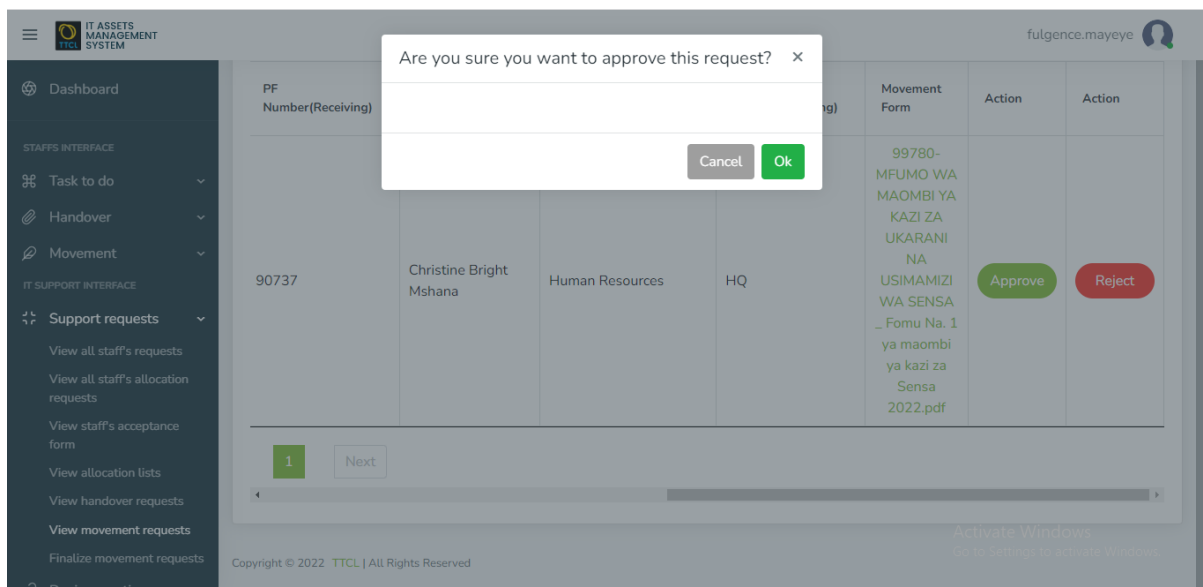 IT ASSETS
MANAGEMENT
SYSTEM
TTCL
fulgence.mayeye
Are you sure you want to approve this request? ×
Cancel
Ok
Dashboard
STAFFS INTERFACE
Task to do
Handover
Movement
IT SUPPORT INTERFACE
Support requests
View all staff's requests
View all staff's allocation
requests
View staff's acceptance
form
View allocation lists
View handover requests
View movement requests
Finalize movement requests
PF
Number(Receiving)
ng)
Movement
Form
Action
Action
90737
Christine Bright
Mshana
Human Resources
HQ
99780-
MFUMO WA
MAOMBI YA
KAZI ZA
UKARANI
NA
USIMAMIZI
WA SENSA
_ Fomu Na. 1
ya maombi
ya kazi za
Sensa
2022.pdf
Approve
Reject
1
Next
Activate Windows
Go to Settings to activate Windows.
Copyright © 2022 TTCL | All Rights Reserved